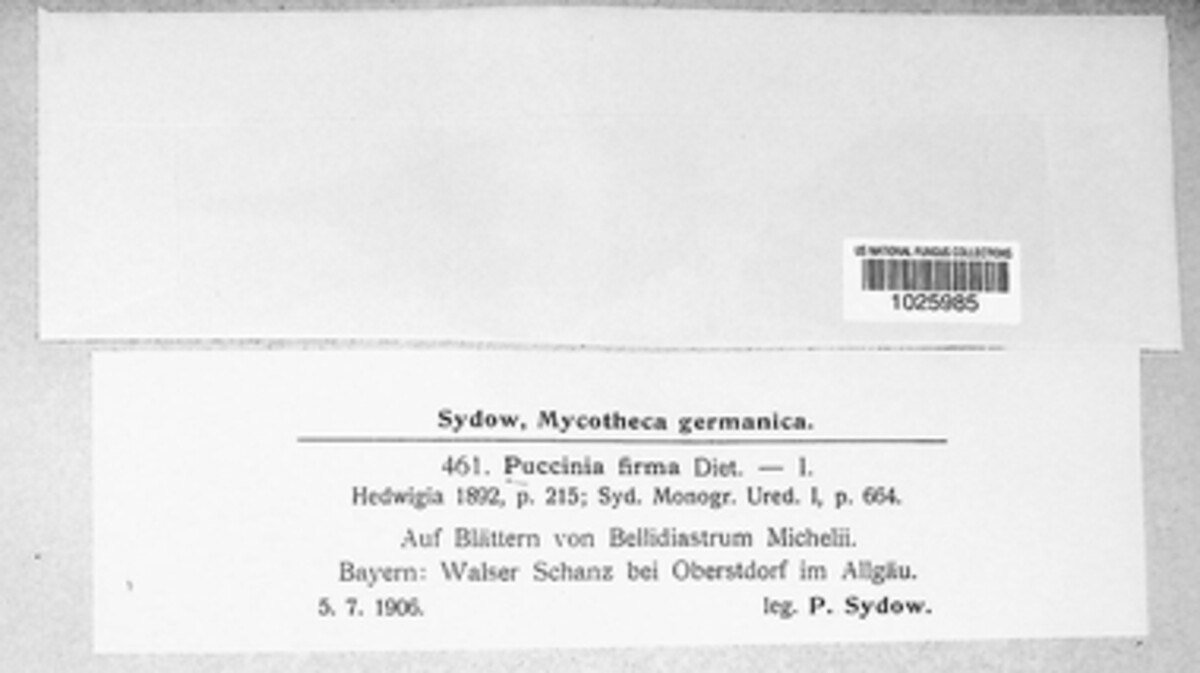 US NATIONAL FUNGUS COLLECTIONS
1025985
Sydow, Mycotheca germanica.
461. Puccinia firma Diet. — I.
Hedwigia 1892, p. 215; Syd. Monogr. Ured. I, p. 664.
Auf Blättern von Bellidiastrum Michelii.
Bayern: Walser Schanz bei Oberstdorf im Allgäu.
5. 7. 1906. leg. P. Sydow.